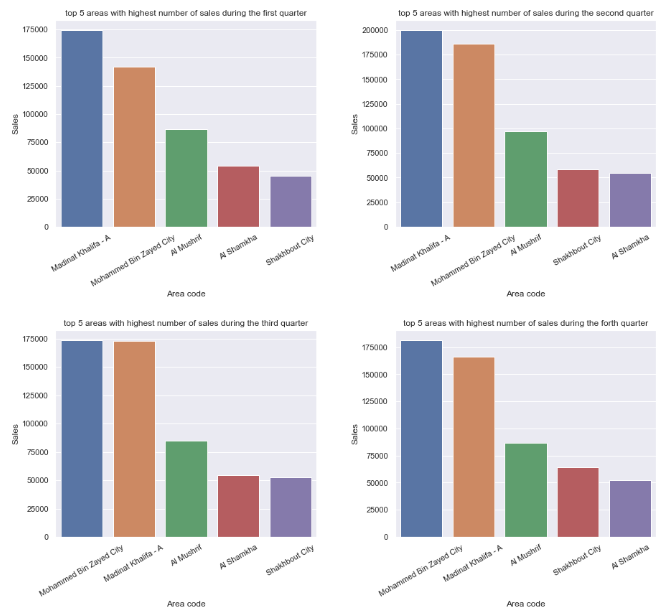 top 5 areas with highest number of sales during the first quarter
175000
150000
125000
100000
75000
50000
25000
0
Sales
Madinat Khalifa - A
Mohammed Bin Zayed City
Al Mushrif
Al Shamkha
Shakhbout City
Area code
top 5 areas with highest number of sales during the second quarter
200000
175000
150000
125000
100000
75000
50000
25000
0
Sales
Madinat Khalifa - A
Mohammed Bin Zayed City
Al Mushrif
Shakhbout City
Al Shamkha
Area code
top 5 areas with highest number of sales during the third quarter
175000
150000
125000
100000
75000
50000
25000
0
Sales
Mohammed Bin Zayed City
Madinat Khalifa - A
Al Mushrif
Al Shamkha
Shakhbout City
Area code
top 5 areas with highest number of sales during the forth quarter
175000
150000
125000
100000
75000
50000
25000
0
Sales
Mohammed Bin Zayed City
Madinat Khalifa - A
Al Mushrif
Shakhbout City
Al Shamkha
Area code